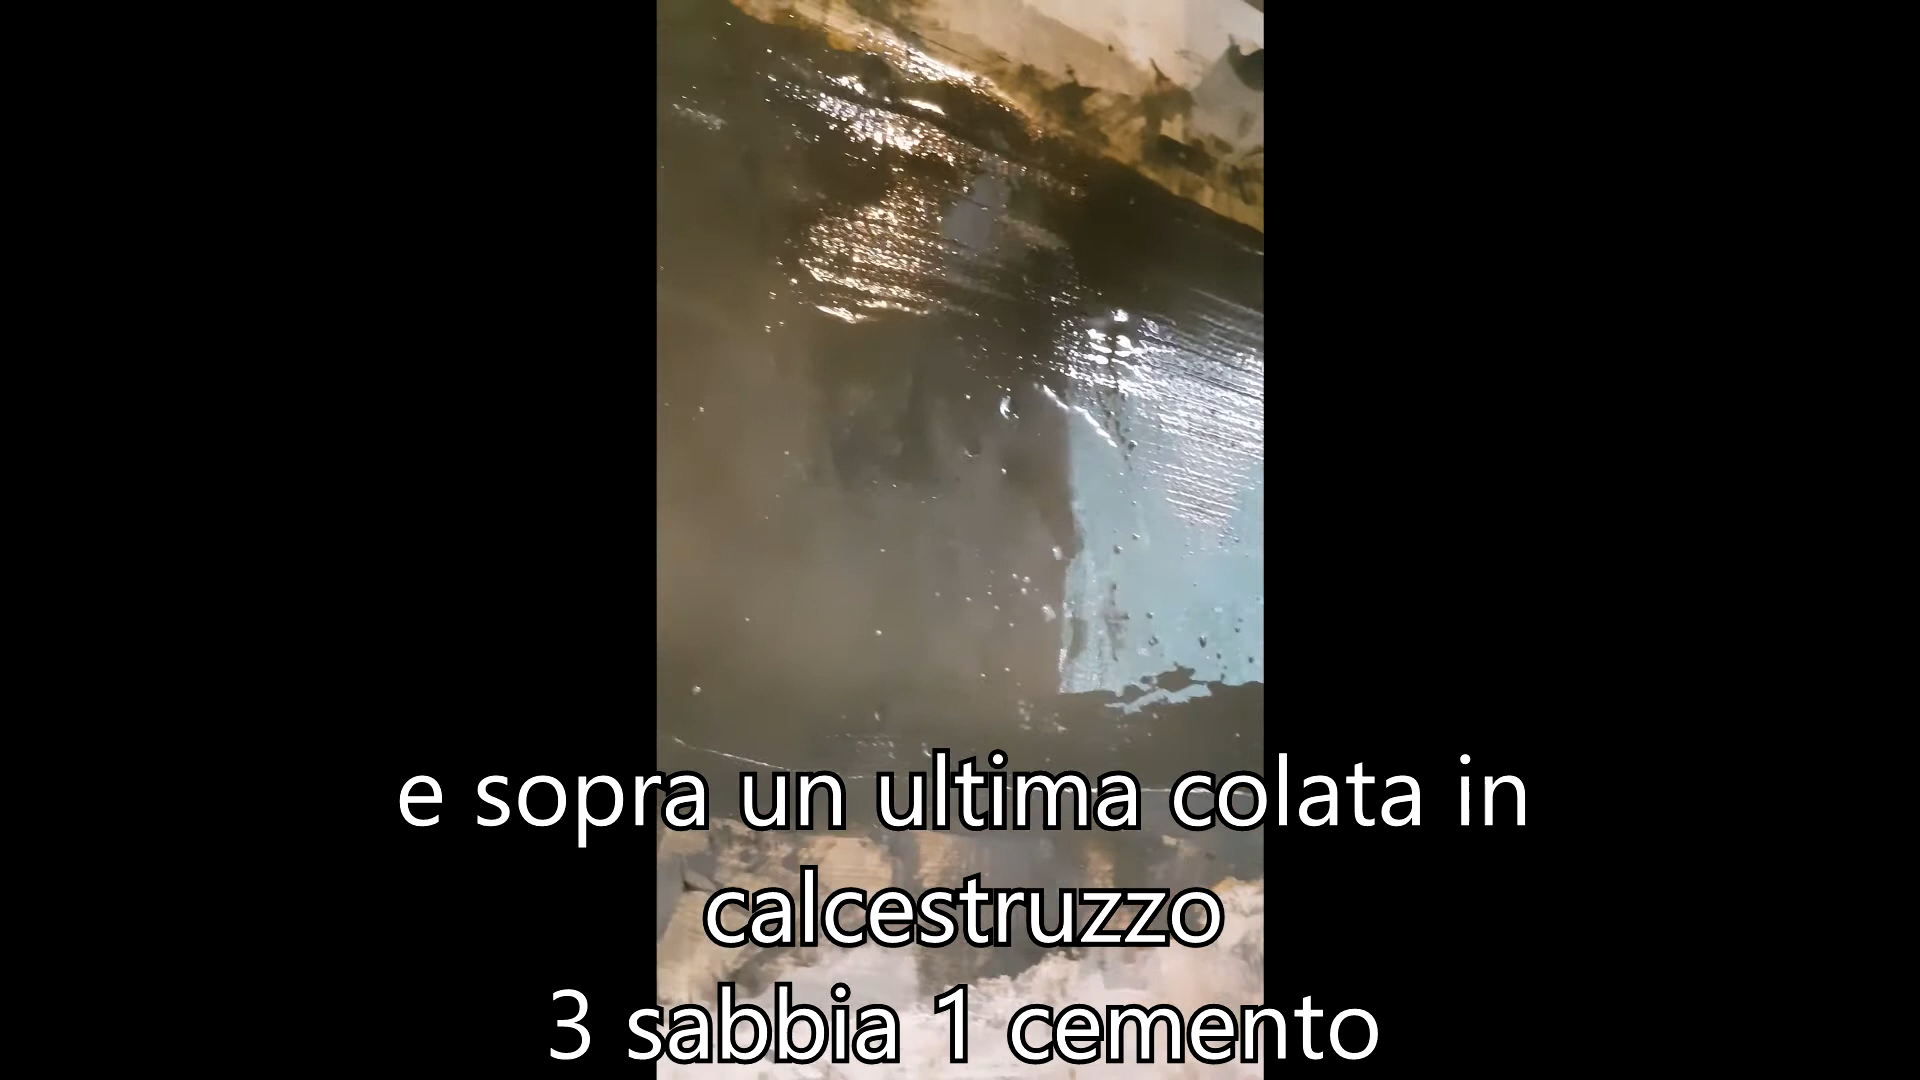 e sopra un ultima colata in
calcestruzzo
3 sabbia 1 cemento